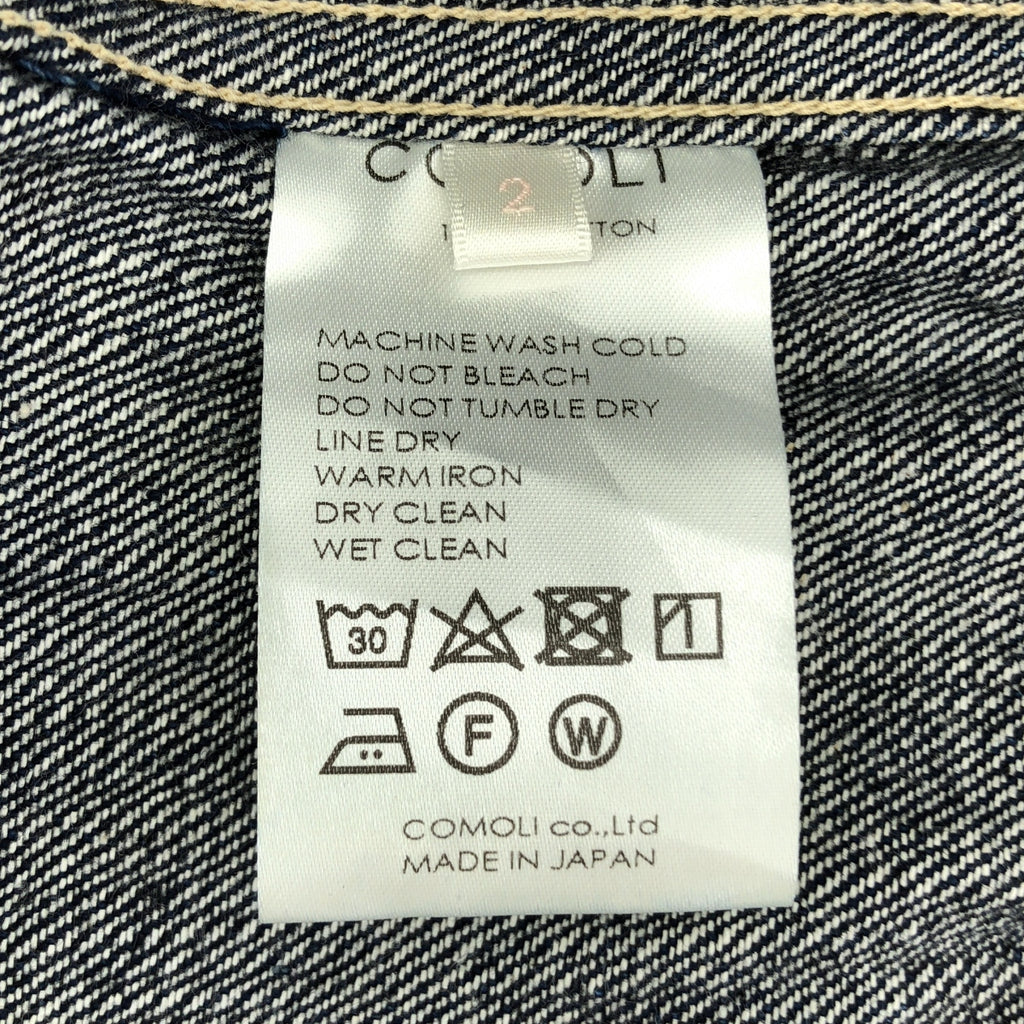 2
MACHINE WASH COLD
DO NOT BLEACH
DO NOT TUMBLE DRY
LINE DRY
WARM IRON
DRY CLEAN
WET CLEAN
30
F W
COMOLI co.,Ltd
MADE IN JAPAN